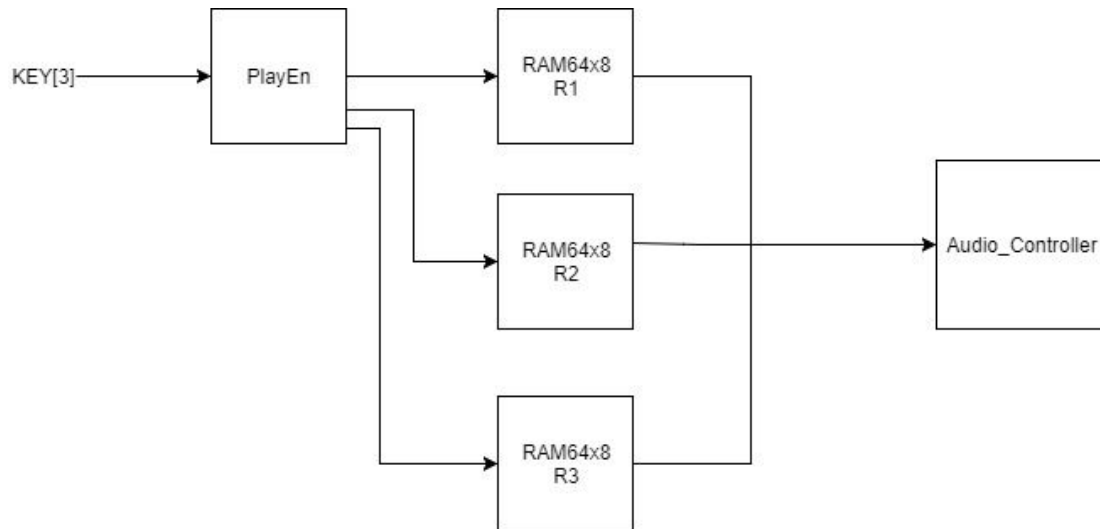 KEY[3]
PlayEn
RAM64x8
R1
RAM64x8
R2
Audio_Controller
RAM64x8
R3